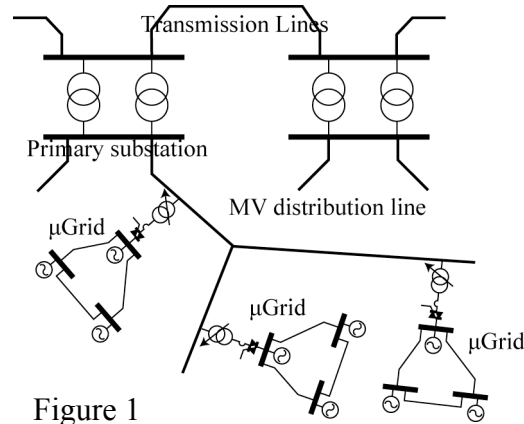 Transmission Lines
Primary substation
MV distribution line
μGrid
μGrid
μGrid
Figure 1